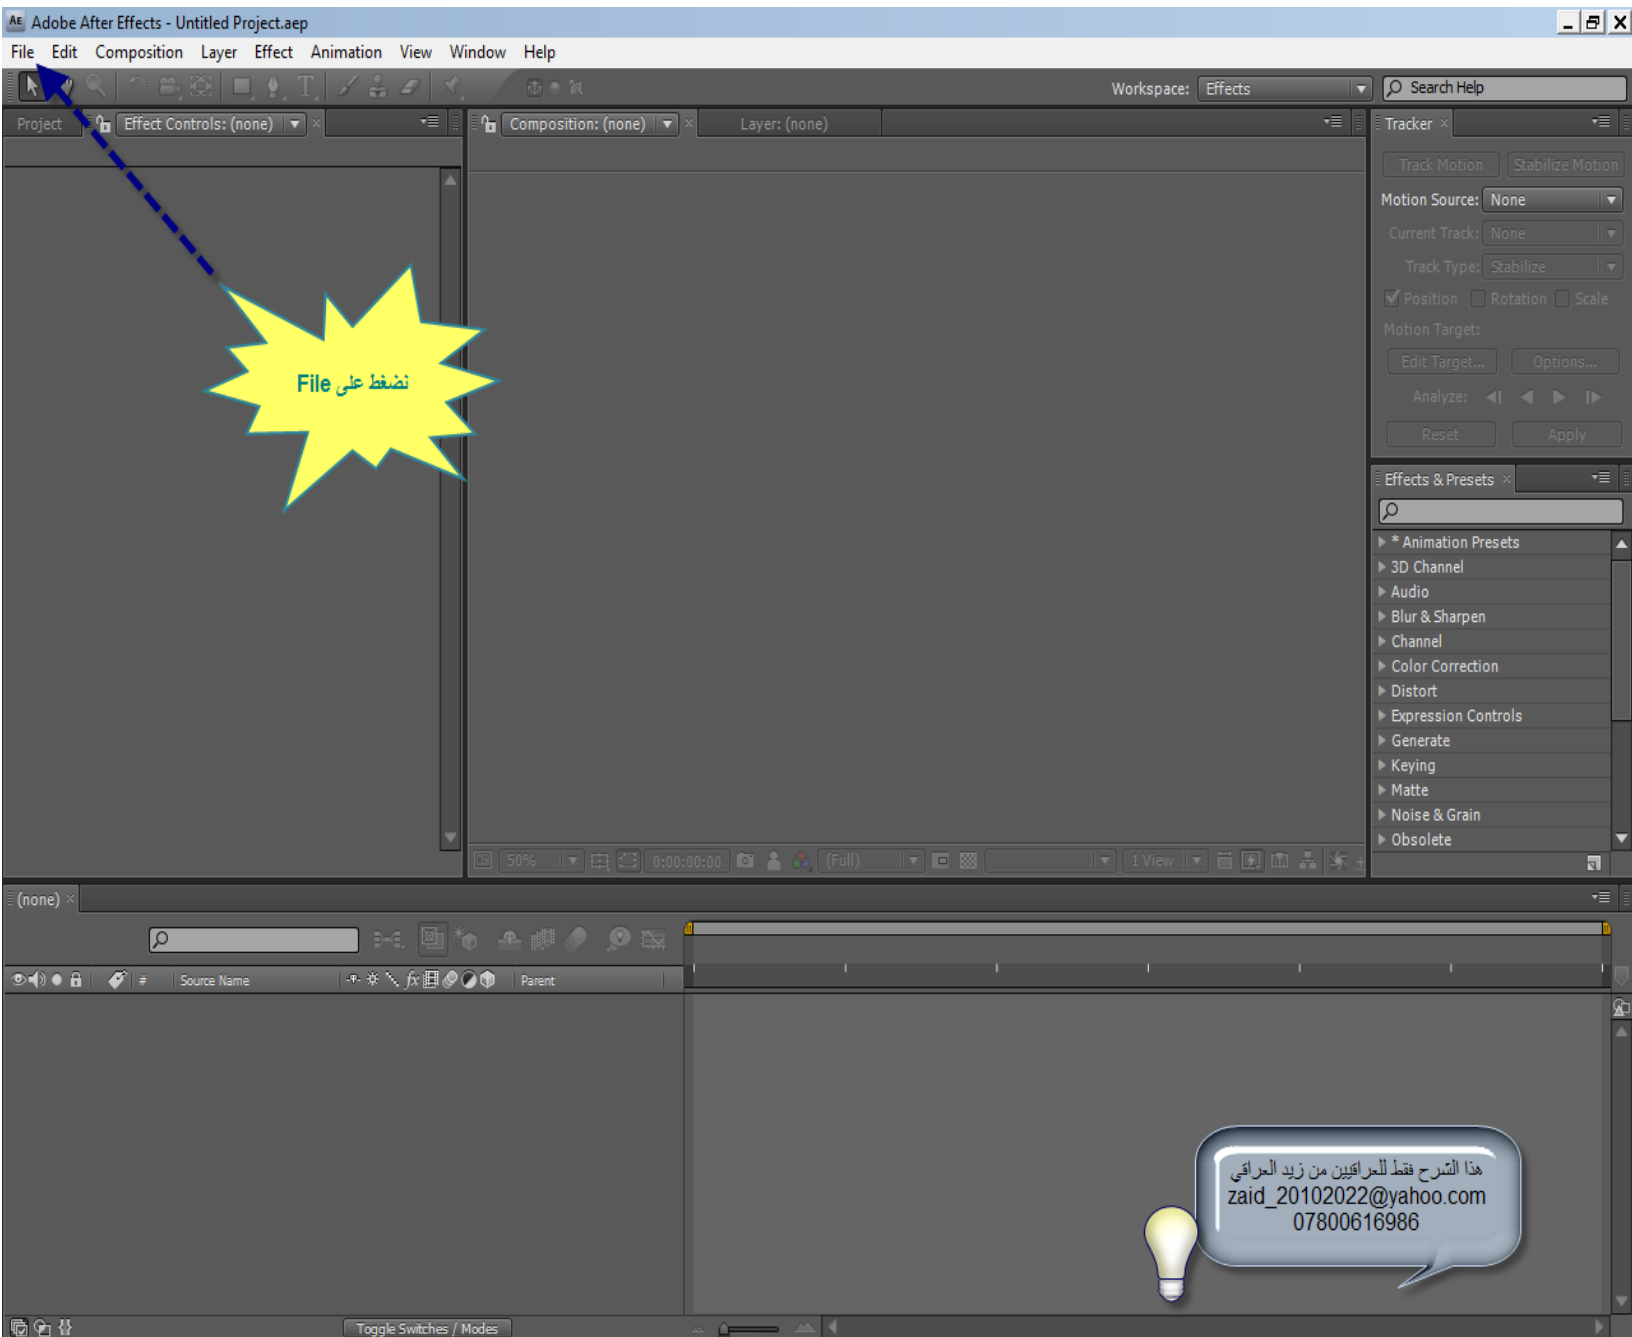 Adobe After Effects - Untitled Project.aep
File Edit Composition Layer Effect Animation View Window Help
Workspace: Effects Search Help
Project Effect Controls: (none) Composition: (none) Layer: (none) Tracker
Track Motion Stabilize Motion
Motion Source: None
Current Track: None
Track Type: Stabilize
Position Rotation Scale
Motion Target:
Edit Target... Options...
Analyze:
Reset Apply
نضغط على File
Effects & Presets
* Animation Presets
3D Channel
Audio
Blur & Sharpen
Channel
Color Correction
Distort
Expression Controls
Generate
Keying
Matte
Noise & Grain
Obsolete
50% 0:00:00:00 (Full) 1 View
(none)
# Source Name fx Parent
هذا الشرح فقط للعراقيين من زيد العراقي
zaid_20102022@yahoo.com
07800616986
Toggle Switches / Modes